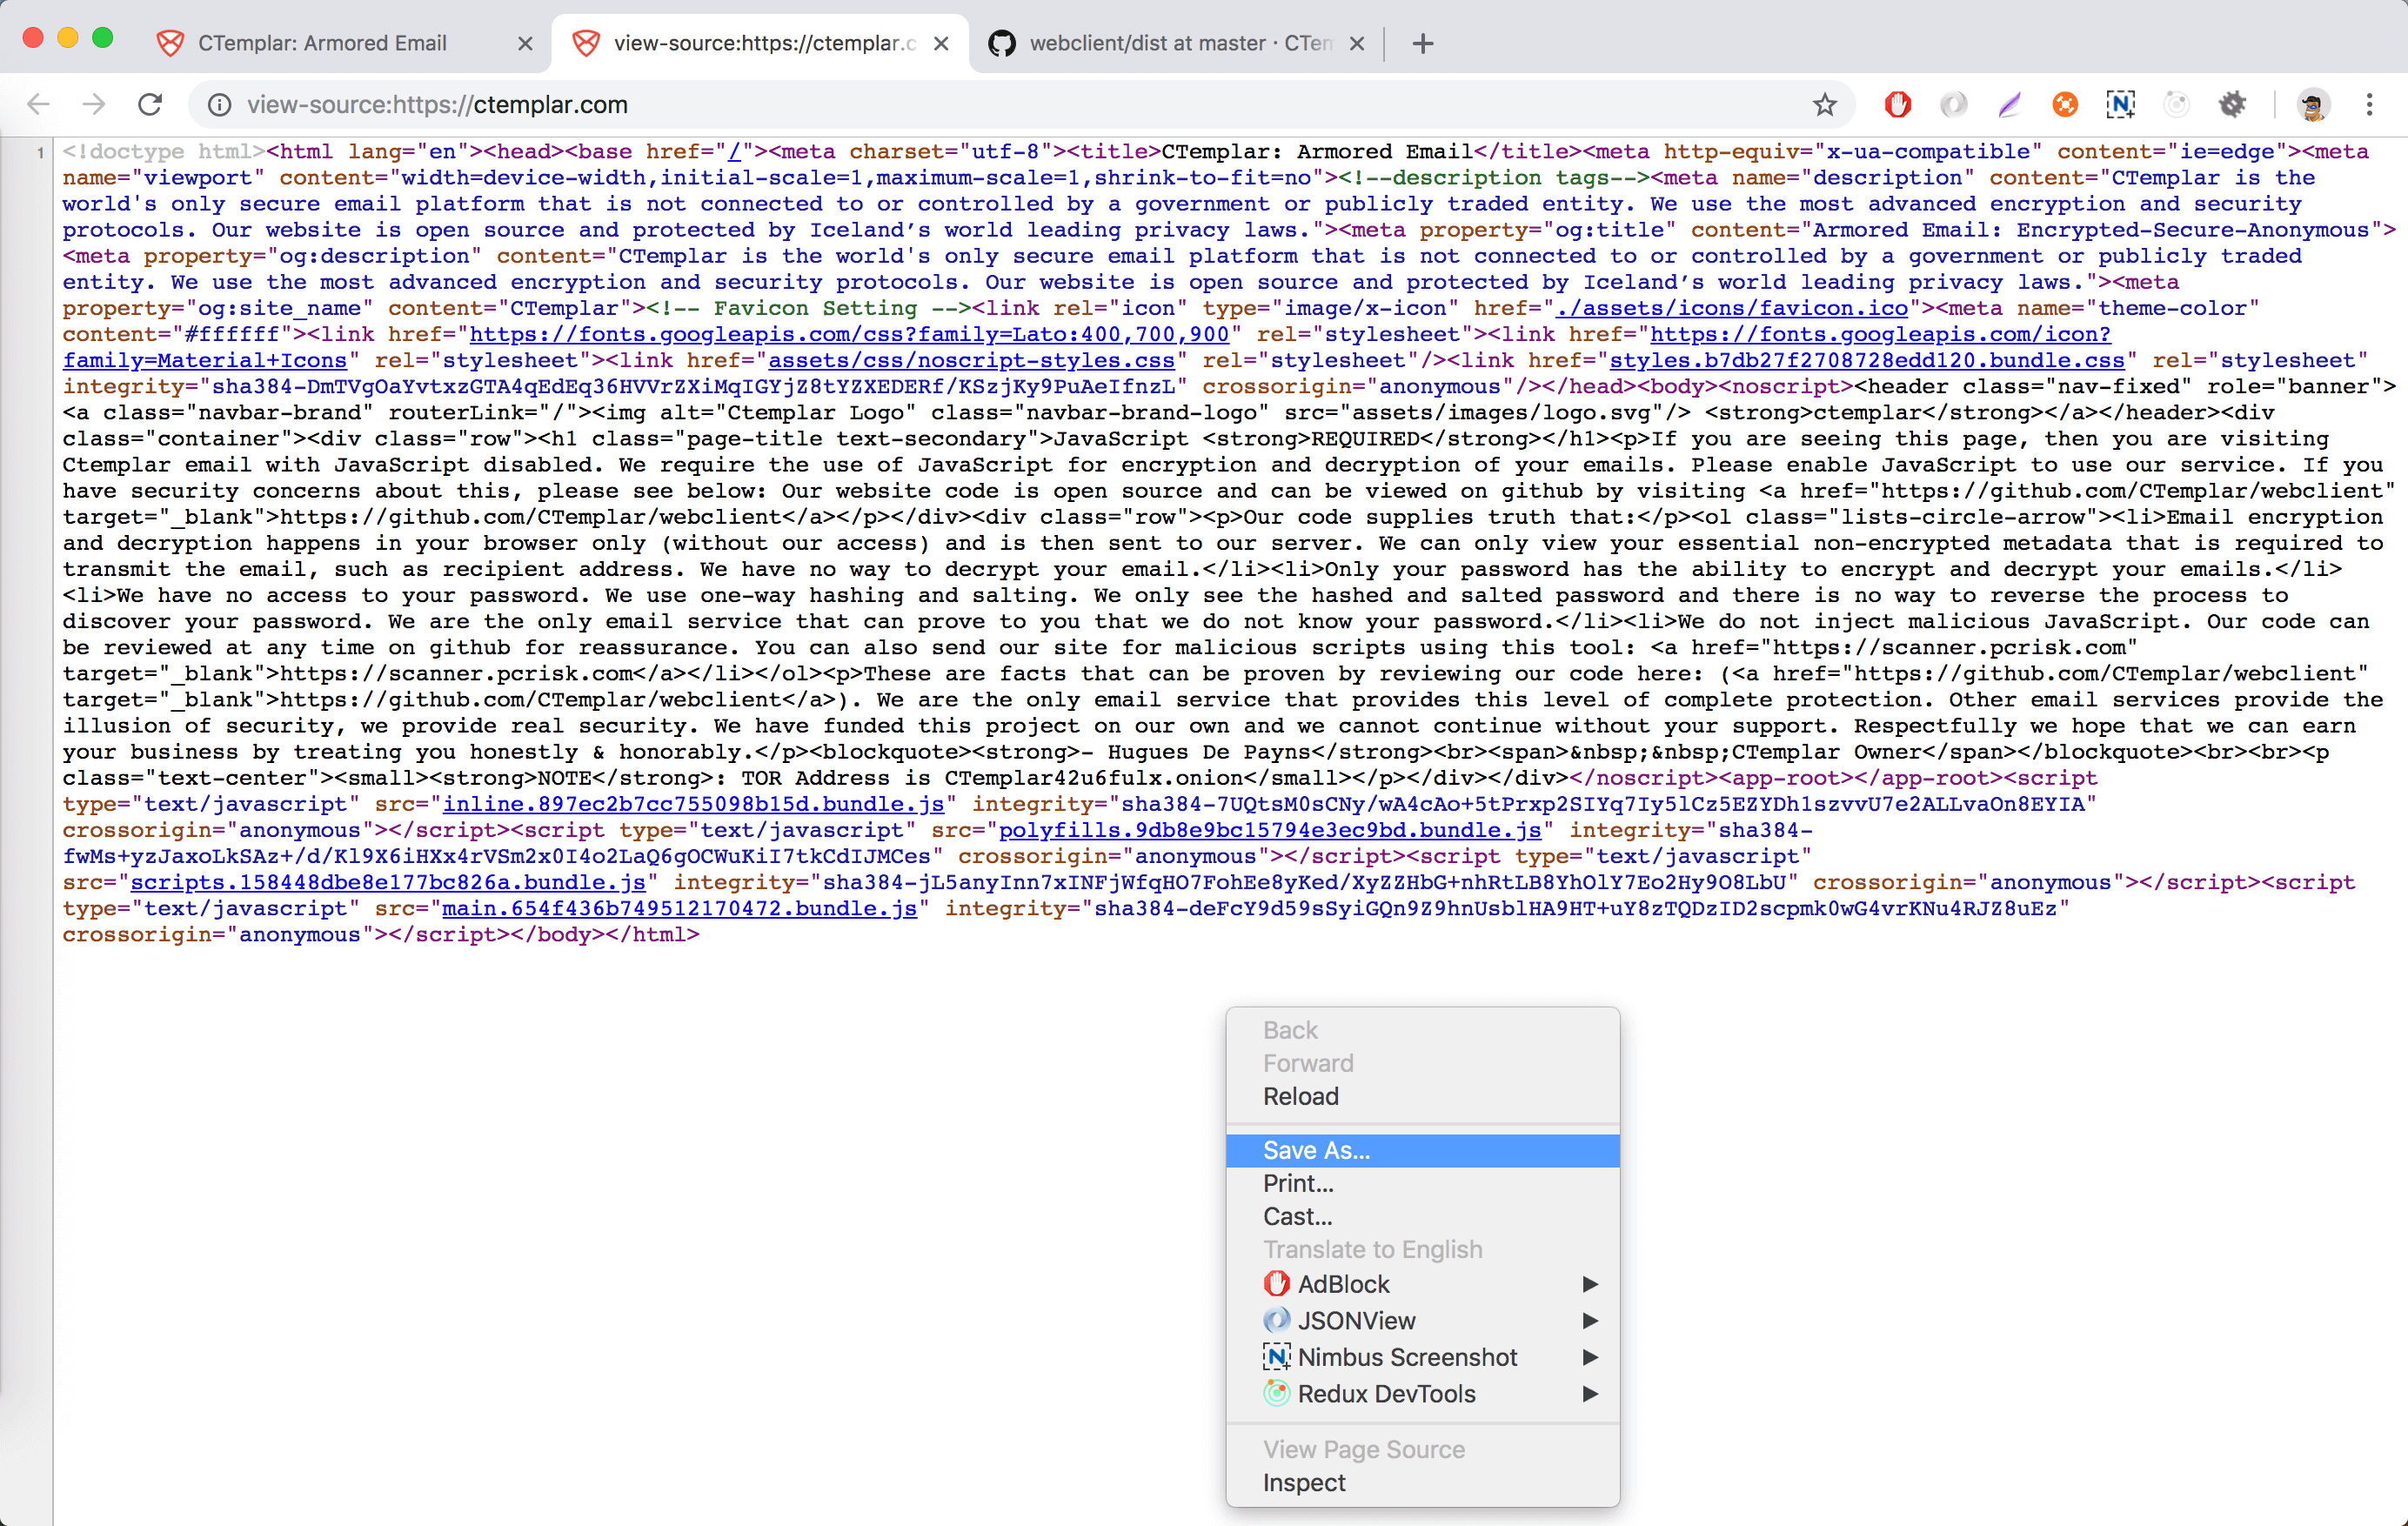 CTemplar: Armored Email
view-source:https://ctemplar.c
webclient/dist at master · CTem
view-source:https://ctemplar.com
1
<!doctype html><html lang="en"><head><base href="/"><meta charset="utf-8"><title>CTemplar: Armored Email</title><meta http-equiv="x-ua-compatible" content="ie=edge"><meta
name="viewport" content="width=device-width,initial-scale=1,maximum-scale=1,shrink-to-fit=no"><!--description tags--><meta name="description" content="CTemplar is the
world's only secure email platform that is not connected to or controlled by a government or publicly traded entity. We use the most advanced encryption and security
protocols. Our website is open source and protected by Iceland’s world leading privacy laws."><meta property="og:title" content="Armored Email: Encrypted-Secure-Anonymous">
<meta property="og:description" content="CTemplar is the world's only secure email platform that is not connected to or controlled by a government or publicly traded
entity. We use the most advanced encryption and security protocols. Our website is open source and protected by Iceland’s world leading privacy laws."><meta
property="og:site_name" content="CTemplar"><!-- Favicon Setting --><link rel="icon" type="image/x-icon" href="./assets/icons/favicon.ico"><meta name="theme-color"
content="#ffffff"><link href="https://fonts.googleapis.com/css?family=Lato:400,700,900" rel="stylesheet"><link href="https://fonts.googleapis.com/icon?
family=Material+Icons" rel="stylesheet"><link href="assets/css/noscript-styles.css" rel="stylesheet"/><link href="styles.b7db27f2708728edd120.bundle.css" rel="stylesheet"
integrity="sha384-DmTVgOaYvtxzGTA4qEdEq36HVVrZXiMqIGYjZ8tYZXEDERf/KSzjKy9PuAeIfnzL" crossorigin="anonymous"/></head><body><noscript><header class="nav-fixed" role="banner">
<a class="navbar-brand" routerLink="/"><img alt="Ctemplar Logo" class="navbar-brand-logo" src="assets/images/logo.svg"/> <strong>ctemplar</strong></a></header><div
class="container"><div class="row"><h1 class="page-title text-secondary">JavaScript <strong>REQUIRED</strong></h1><p>If you are seeing this page, then you are visiting
Ctemplar email with JavaScript disabled. We require the use of JavaScript for encryption and decryption of your emails. Please enable JavaScript to use our service. If you
have security concerns about this, please see below: Our website code is open source and can be viewed on github by visiting <a href="https://github.com/CTemplar/webclient"
target="_blank">https://github.com/CTemplar/webclient</a></p></div><div class="row"><p>Our code supplies truth that:</p><ol class="lists-circle-arrow"><li>Email encryption
and decryption happens in your browser only (without our access) and is then sent to our server. We can only view your essential non-encrypted metadata that is required to
transmit the email, such as recipient address. We have no way to decrypt your email.</li><li>Only your password has the ability to encrypt and decrypt your emails.</li>
<li>We have no access to your password. We use one-way hashing and salting. We only see the hashed and salted password and there is no way to reverse the process to
discover your password. We are the only email service that can prove to you that we do not know your password.</li><li>We do not inject malicious JavaScript. Our code can
be reviewed at any time on github for reassurance. You can also send our site for malicious scripts using this tool: <a href="https://scanner.pcrisk.com"
target="_blank">https://scanner.pcrisk.com</a></li></ol><p>These are facts that can be proven by reviewing our code here: (<a href="https://github.com/CTemplar/webclient"
target="_blank">https://github.com/CTemplar/webclient</a>). We are the only email service that provides this level of complete protection. Other email services provide the
illusion of security, we provide real security. We have funded this project on our own and we cannot continue without your support. Respectfully we hope that we can earn
your business by treating you honestly & honorably.</p><blockquote><strong>- Hugues De Payns</strong><br><span>&nbsp;&nbsp;CTemplar Owner</span></blockquote><br><br><p
class="text-center"><small><strong>NOTE</strong>: TOR Address is CTemplar42u6fulx.onion</small></p></div></div></noscript><app-root></app-root><script
type="text/javascript" src="inline.897ec2b7cc755098b15d.bundle.js" integrity="sha384-7UQtsM0sCNy/wA4cAo+5tPrxp2SIYq7Iy5lCz5EZYDh1szvvU7e2ALLvaOn8EYIA"
crossorigin="anonymous"></script><script type="text/javascript" src="polyfills.9db8e9bc15794e3ec9bd.bundle.js" integrity="sha384-
fwMs+yzJaxoLkSAz+/d/Kl9X6iHXx4rVSm2x0I4o2LaQ6gOCWuKiI7tkCdIJMCes" crossorigin="anonymous"></script><script type="text/javascript"
src="scripts.158448dbe8e177bc826a.bundle.js" integrity="sha384-jL5anyInn7xINFjWfqHO7FohEe8yKed/XyZZHbG+nhRtLB8YhOlY7Eo2Hy9O8LbU" crossorigin="anonymous"></script><script
type="text/javascript" src="main.654f436b749512170472.bundle.js" integrity="sha384-deFcY9d59sSyiGQn9Z9hnUsblHA9HT+uY8zTQDzID2scpmk0wG4vrKNu4RJZ8uEz"
crossorigin="anonymous"></script></body></html>
Back
Forward
Reload
Save As...
Print...
Cast...
Translate to English
AdBlock
JSONView
Nimbus Screenshot
Redux DevTools
View Page Source
Inspect